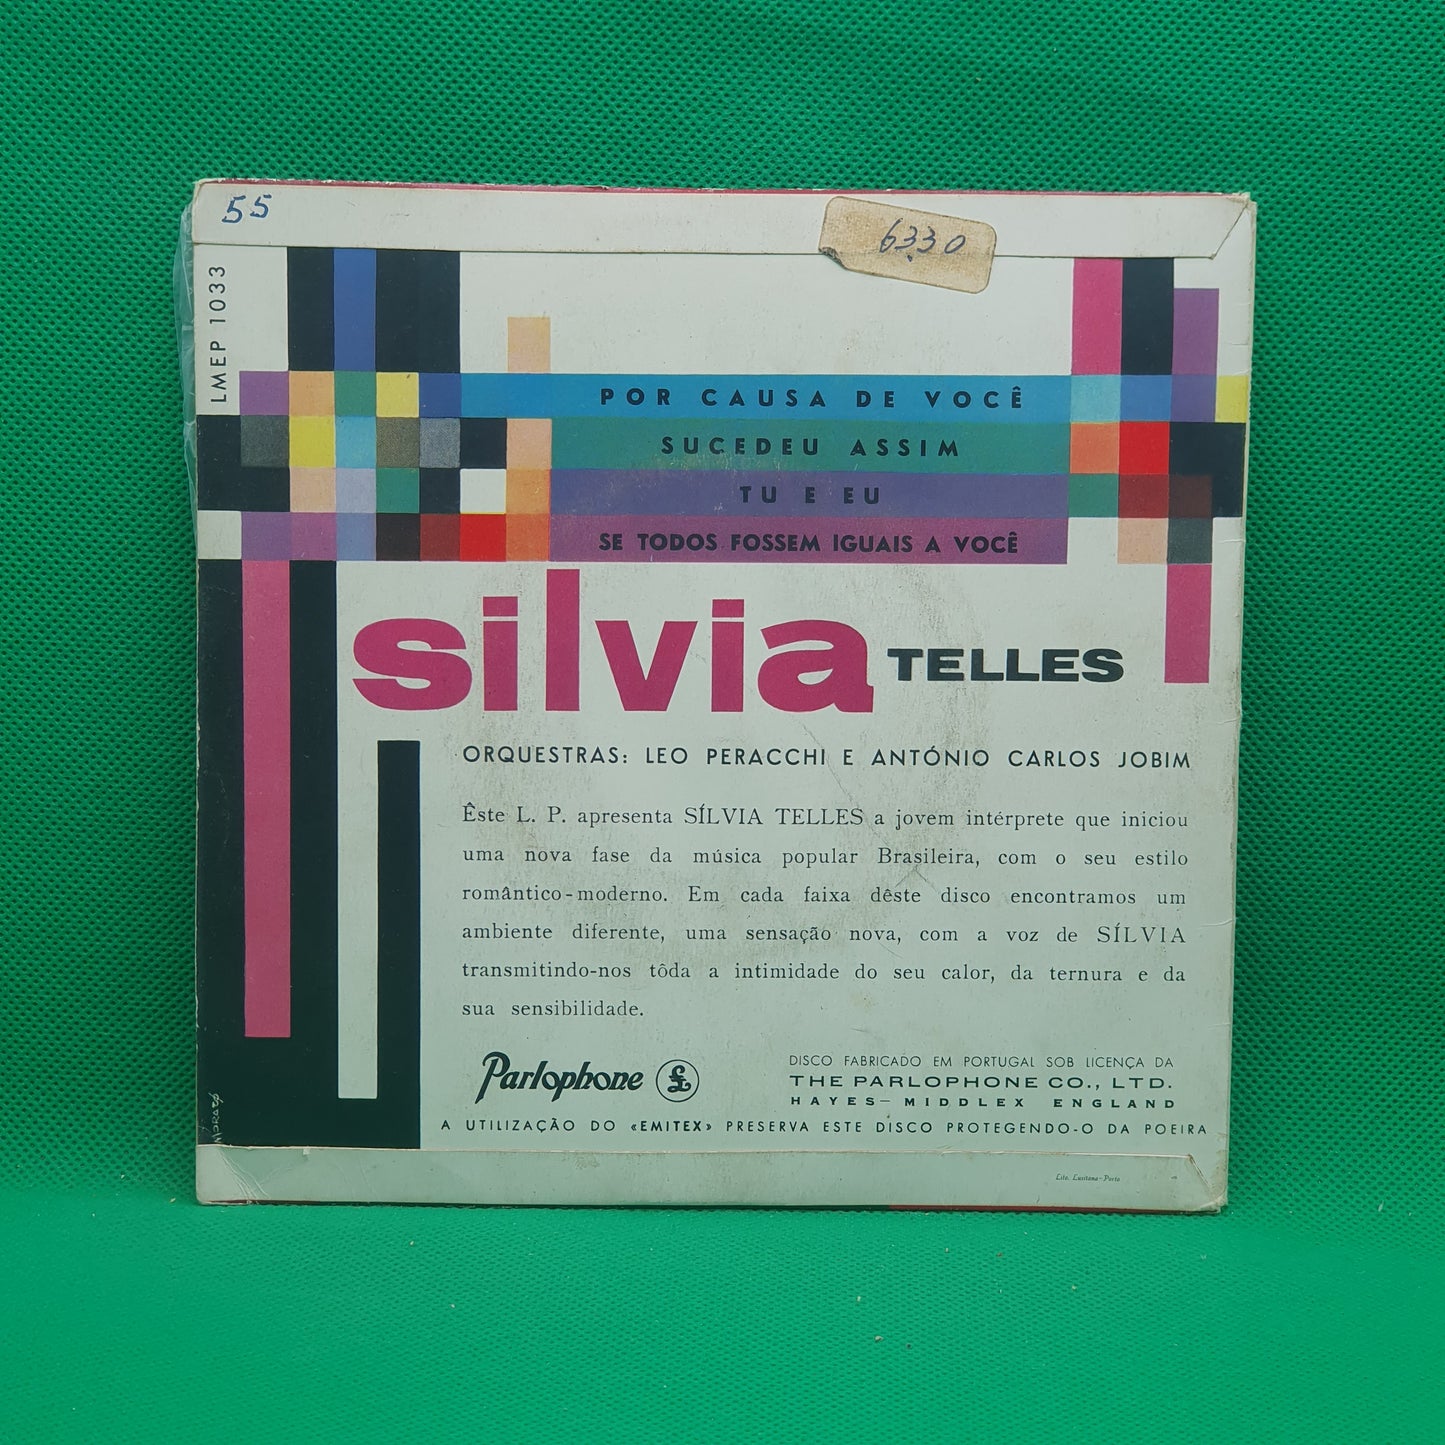 55
6330
LMEP 1033
POR CAUSA DE VOCÊ
SUCEDEU ASSIM
TU E EU
SE TODOS FOSSEM IGUAIS A VOCÊ
silvia TELLES
ORQUESTRAS: LEO PERACCHI E ANTÓNIO CARLOS JOBIM
Êste L. P. apresenta SÍLVIA TELLES a jovem intérprete que iniciou
uma nova fase da música popular Brasileira, com o seu estilo
romântico-moderno. Em cada faixa dêste disco encontramos um
ambiente diferente, uma sensação nova, com a voz de SÍLVIA
transmitindo-nos tôda a intimidade do seu calor, da ternura e da
sua sensibilidade.
Parlophone £
DISCO FABRICADO EM PORTUGAL SOB LICENÇA DA
THE PARLOPHONE CO., LTD.
HAYES— MIDDLEX ENGLAND
A UTILIZAÇÃO DO «EMITEX» PRESERVA ESTE DISCO PROTEGENDO-O DA POEIRA
Lito. Lusitana—Porto